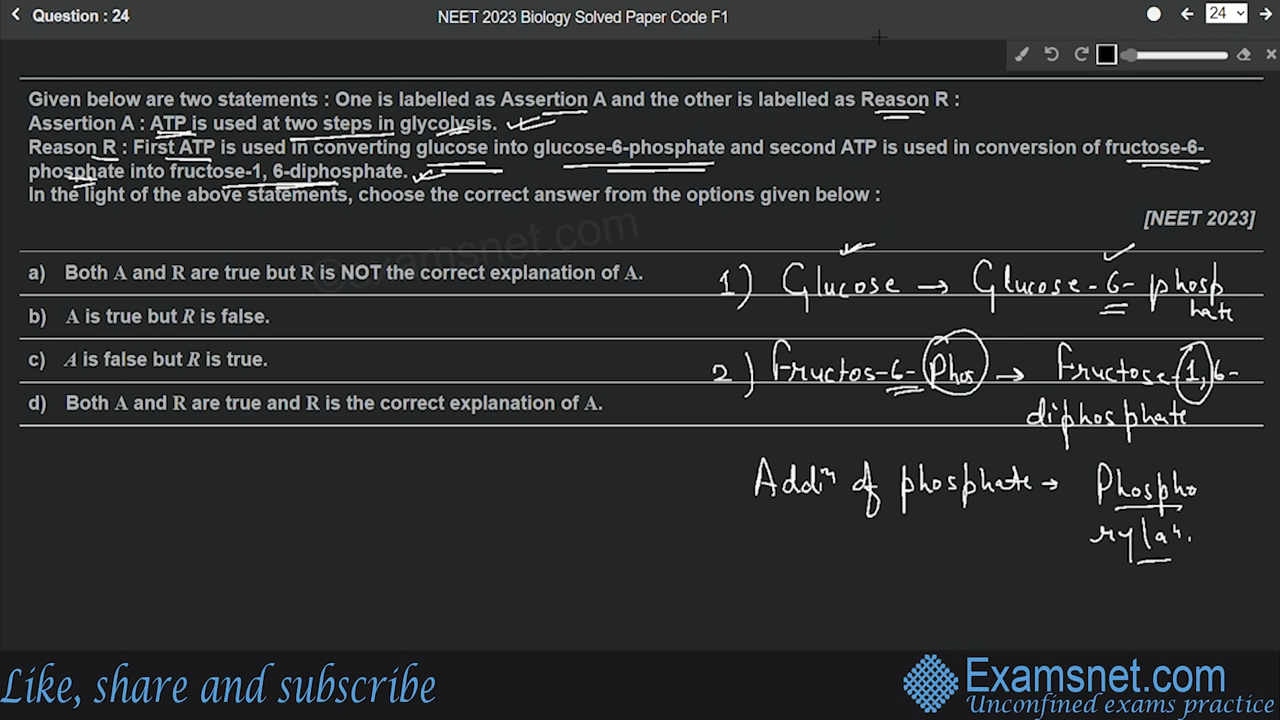 Question : 24
NEET 2023 Biology Solved Paper Code F1
24
Given below are two statements : One is labelled as Assertion A and the other is labelled as Reason R :
Assertion A : ATP is used at two steps in glycolysis.
Reason R : First ATP is used in converting glucose into glucose-6-phosphate and second ATP is used in conversion of fructose-6-
phosphate into fructose-1, 6-diphosphate.
In the light of the above statements, choose the correct answer from the options given below :
[NEET 2023]
©examsnet.com
a) Both A and R are true but R is NOT the correct explanation of A.
b) A is true but R is false.
c) A is false but R is true.
d) Both A and R are true and R is the correct explanation of A.
1) Glucose → Glucose-6-phosp
hate
2) Fructos-6-Phos → Fructose-1,6-
diphosphate
Addiⁿ of phosphate → Phospho
rylaⁿ.
Like, share and subscribe
Examsnet.com
Unconfined exams practice